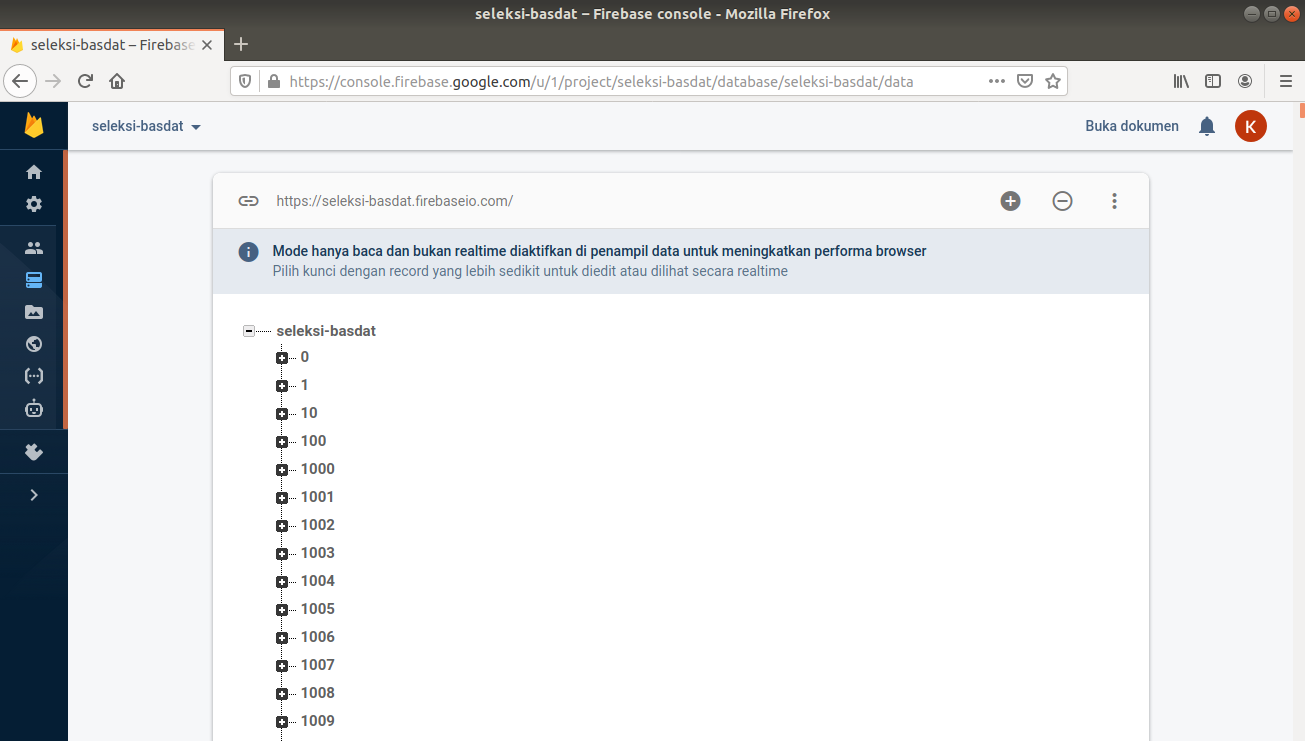 seleksi-basdat – Firebase console - Mozilla Firefox
seleksi-basdat – Firebase
https://console.firebase.google.com/u/1/project/seleksi-basdat/database/seleksi-basdat/data
seleksi-basdat
Buka dokumen
K
https://seleksi-basdat.firebaseio.com/
Mode hanya baca dan bukan realtime diaktifkan di penampil data untuk meningkatkan performa browser
Pilih kunci dengan record yang lebih sedikit untuk diedit atau dilihat secara realtime
seleksi-basdat
0
1
10
100
1000
1001
1002
1003
1004
1005
1006
1007
1008
1009